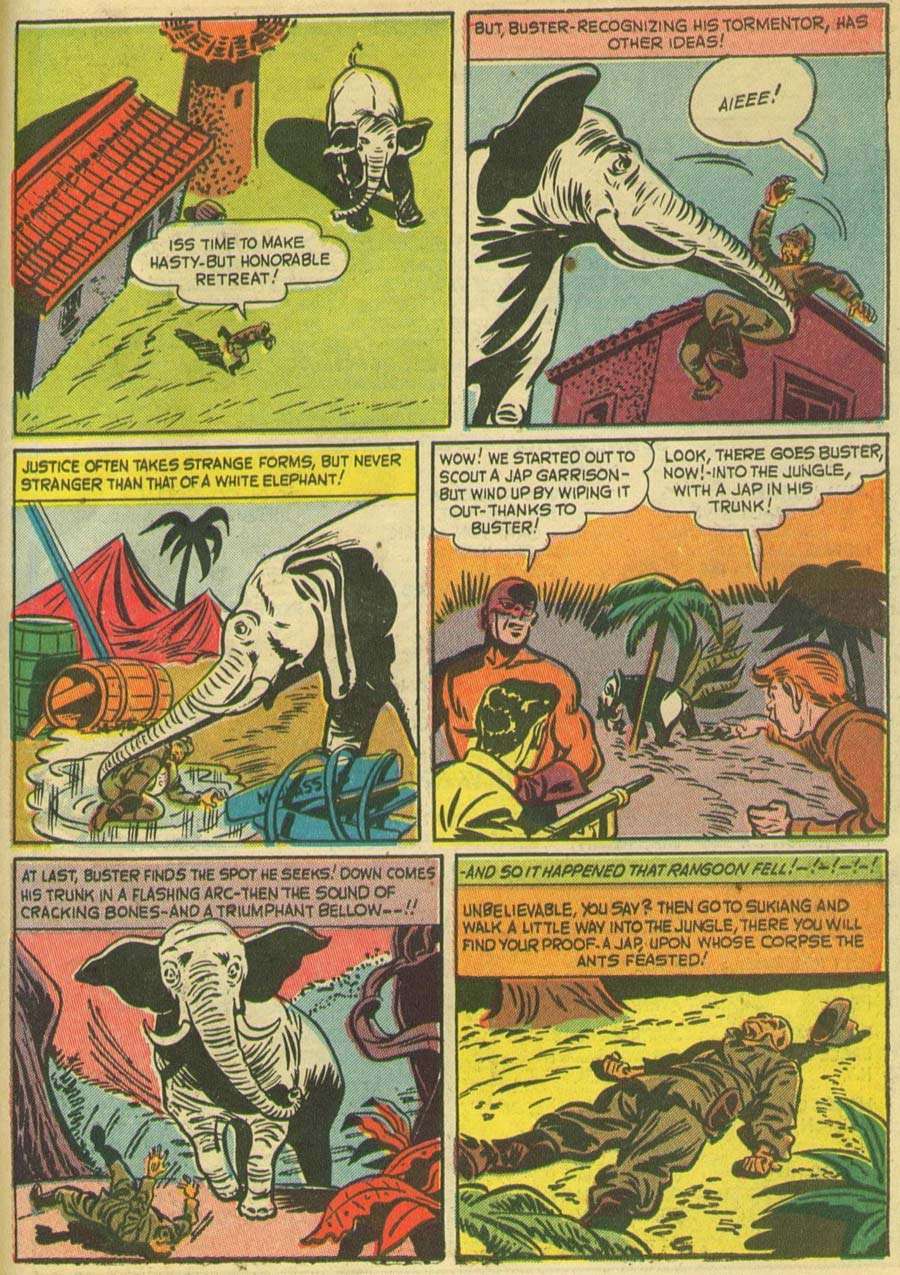 ISS TIME TO MAKE
HASTY-BUT HONORABLE
RETREAT!
BUT, BUSTER-RECOGNIZING HIS TORMENTOR, HAS
OTHER IDEAS!
AIEEE!
JUSTICE OFTEN TAKES STRANGE FORMS, BUT NEVER
STRANGER THAN THAT OF A WHITE ELEPHANT!
WOW! WE STARTED OUT TO
SCOUT A JAP GARRISON-
BUT WIND UP BY WIPING IT
OUT-THANKS TO
BUSTER!
LOOK, THERE GOES BUSTER,
NOW!-INTO THE JUNGLE,
WITH A JAP IN HIS
TRUNK!
AT LAST, BUSTER FINDS THE SPOT HE SEEKS! DOWN COMES
HIS TRUNK IN A FLASHING ARC-THEN THE SOUND OF
CRACKING BONES-AND A TRIUMPHANT BELLOW--!!
-AND SO IT HAPPENED THAT RANGOON FELL!-!-!-!-!
UNBELIEVABLE, YOU SAY? THEN GO TO SUKIANG AND
WALK A LITTLE WAY INTO THE JUNGLE, THERE YOU WILL
FIND YOUR PROOF-A JAP, UPON WHOSE CORPSE THE
ANTS FEASTED!